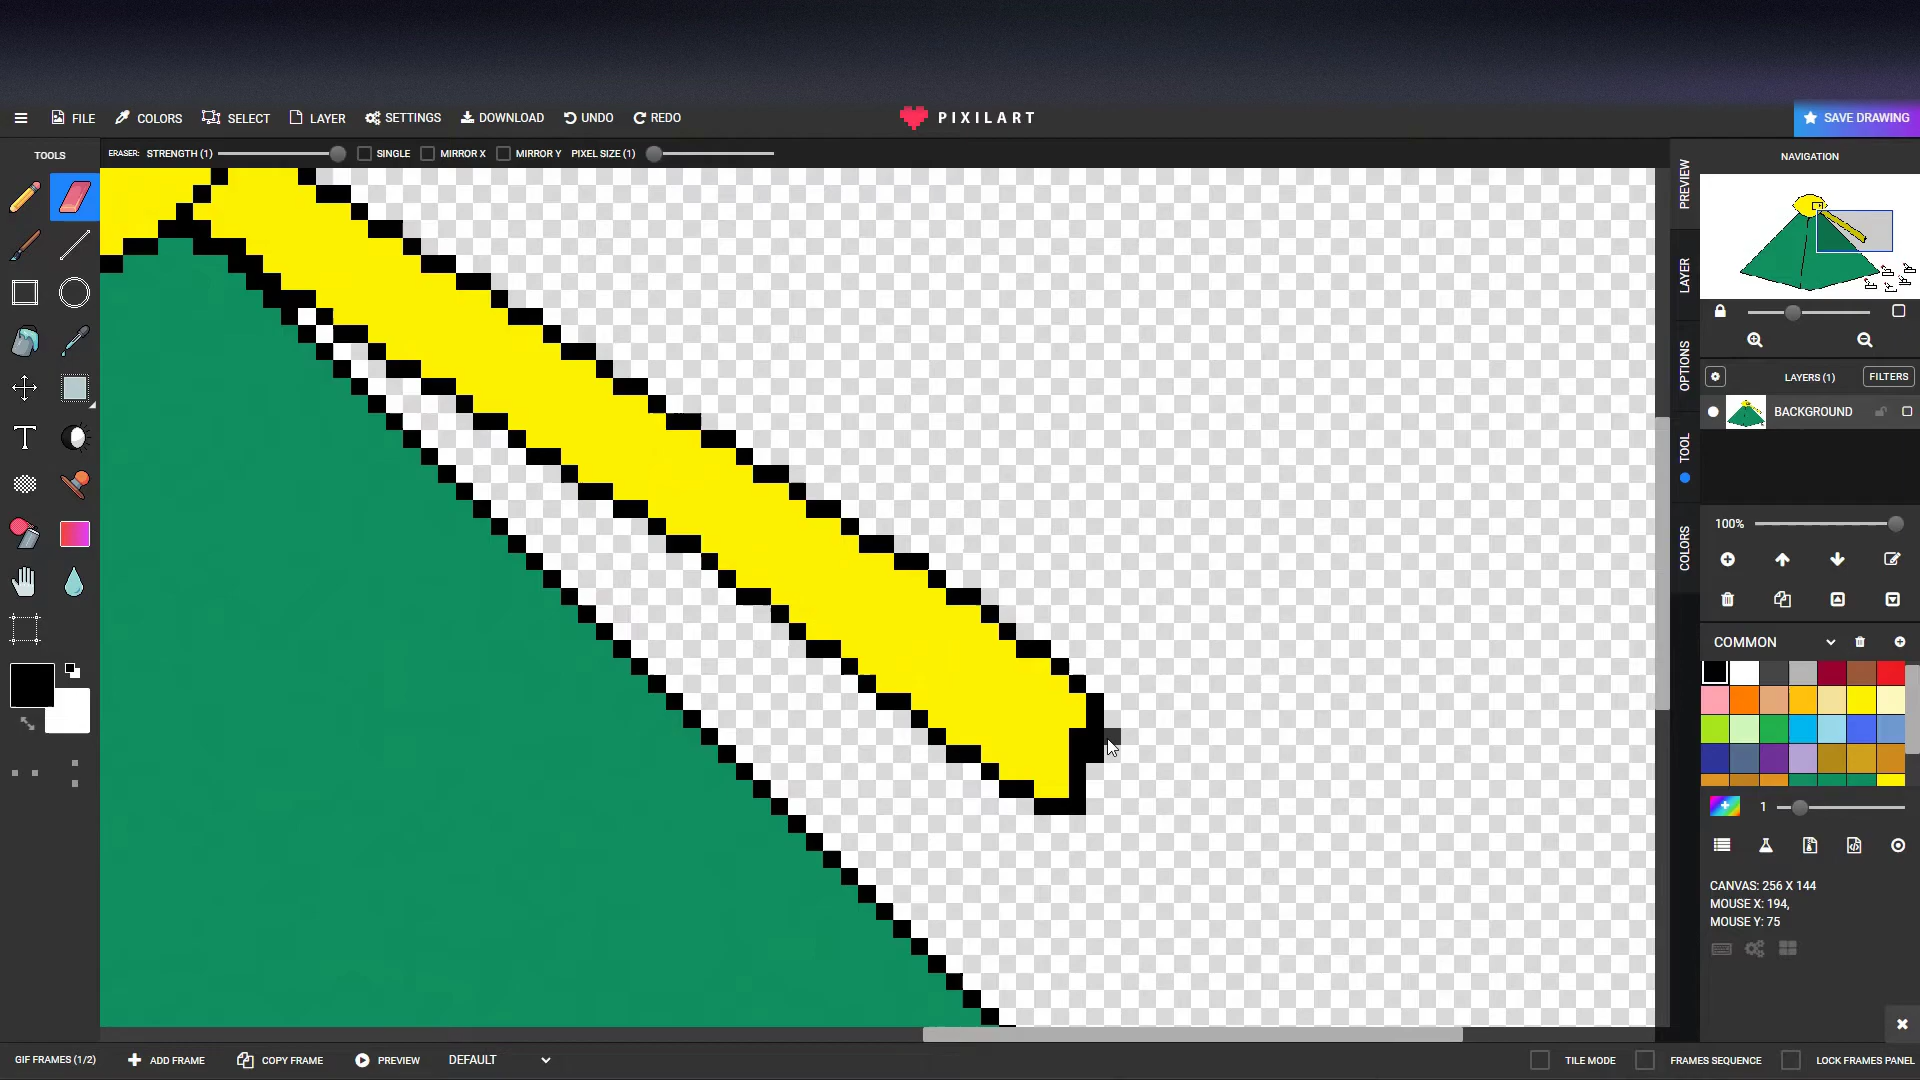 FILE COLORS SELECT LAYER SETTINGS DOWNLOAD UNDO REDO PIXILART SAVE DRAWING
TOOLS ERASER: STRENGTH (1) SINGLE MIRROR X MIRROR Y PIXEL SIZE (1) NAVIGATION
PREVIEW
LAYER
OPTIONS
TOOL
COLORS
LAYERS (1) FILTERS
BACKGROUND
100%
COMMON
1
CANVAS: 256 X 144
MOUSE X: 194,
MOUSE Y: 75
T
GIF FRAMES (1/2) ADD FRAME COPY FRAME PREVIEW DEFAULT TILE MODE FRAMES SEQUENCE LOCK FRAMES PANEL